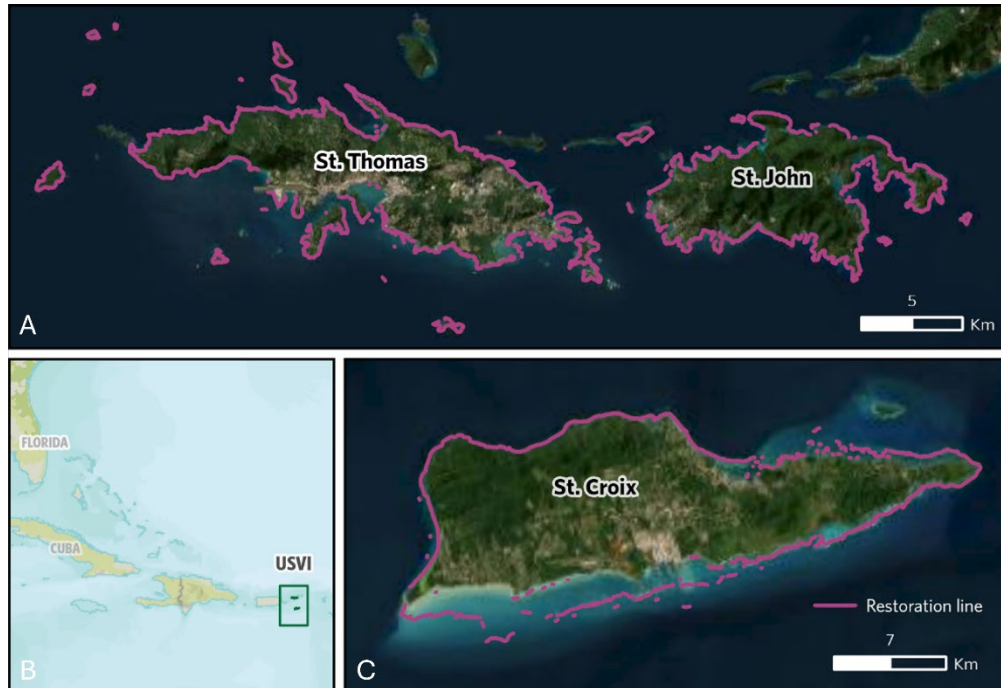 St. Thomas
St. John
5
Km
A
FLORIDA
CUBA
USVI
B
St. Croix
Restoration line
7
Km
C